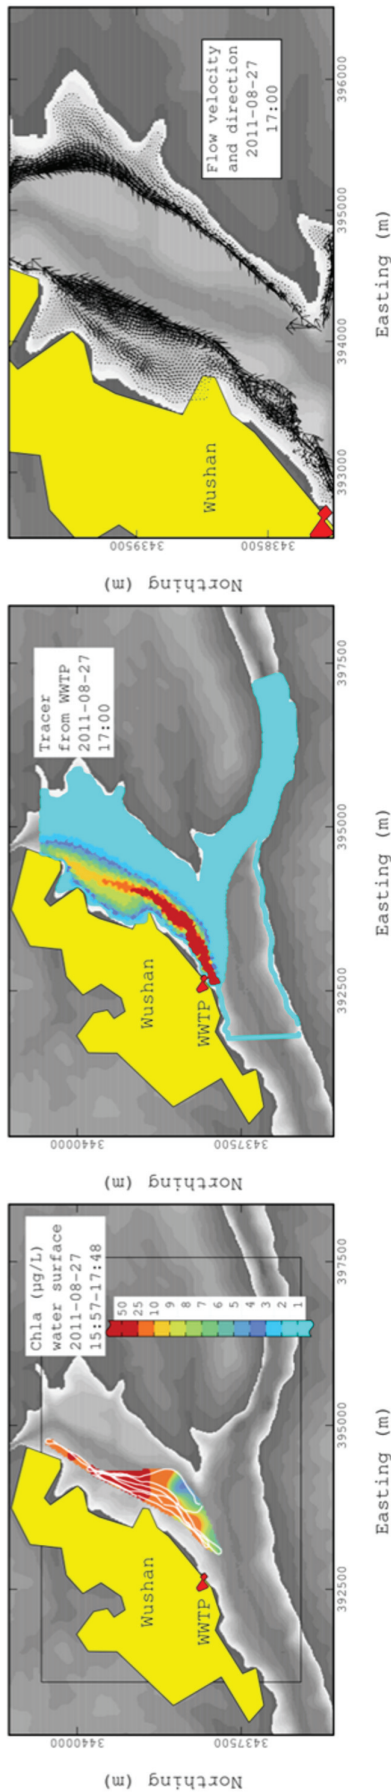 Chla (µg/L)
water surface
2011-08-27
15:57-17:48
50
25
10
9
8
7
6
5
4
3
2
1
Wushan
WWTP
3440000
3437500
Northing (m)
392500
395000
397500
Easting (m)
Tracer
from WWTP
2011-08-27
17:00
Wushan
WWTP
3440000
3437500
Northing (m)
392500
395000
397500
Easting (m)
Flow velocity
and direction
2011-08-27
17:00
Wushan
3439500
3438500
Northing (m)
393000
394000
395000
396000
Easting (m)